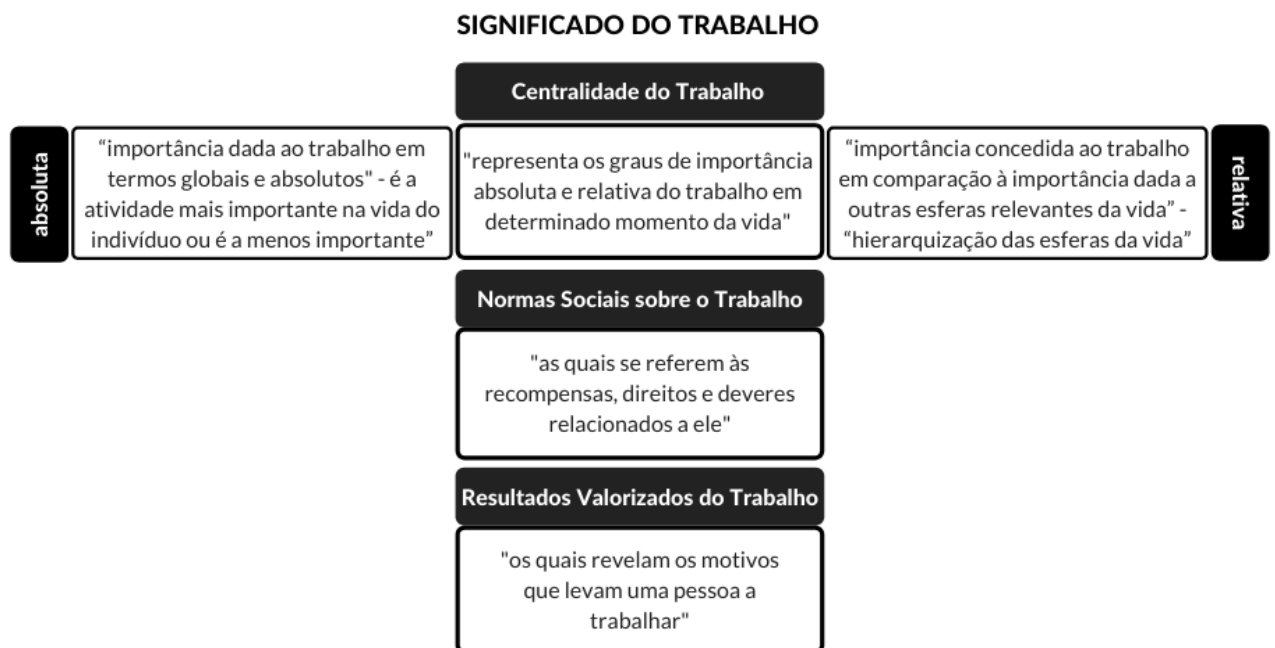 SIGNIFICADO DO TRABALHO
Centralidade do Trabalho
absoluta
“importância dada ao trabalho em
termos globais e absolutos" - é a
atividade mais importante na vida do
indivíduo ou é a menos importante”
"representa os graus de importância
absoluta e relativa do trabalho em
determinado momento da vida"
“importância concedida ao trabalho
em comparação à importância dada a
outras esferas relevantes da vida” -
“hierarquização das esferas da vida”
relativa
Normas Sociais sobre o Trabalho
"as quais se referem às
recompensas, direitos e deveres
relacionados a ele"
Resultados Valorizados do Trabalho
"os quais revelam os motivos
que levam uma pessoa a
trabalhar"